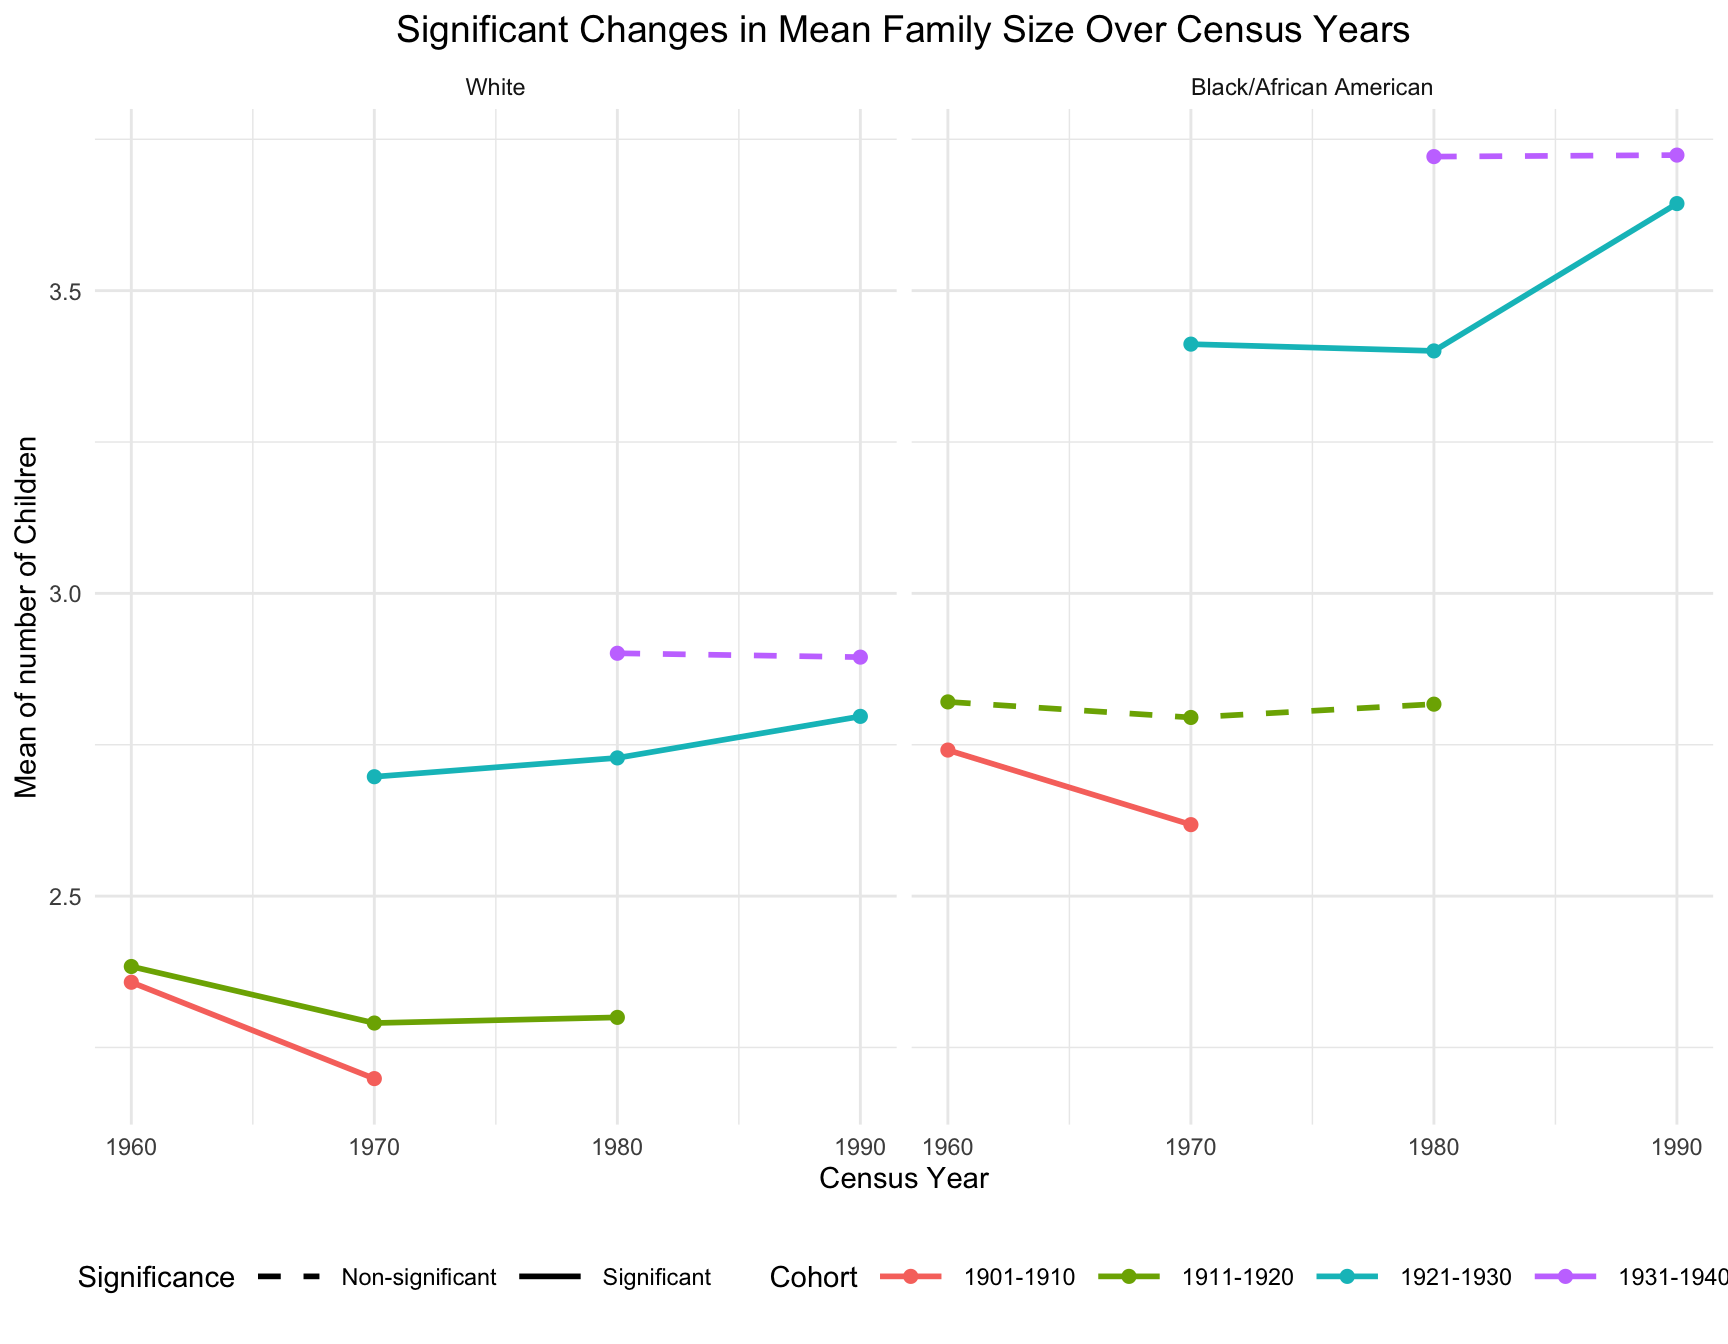 Significant Changes in Mean Family Size Over Census Years
White
Black/African American
Mean of number of Children
3.5
3.0
2.5
1960 1970 1980 1990 1960 1970 1980 1990
Census Year
Significance Non-significant Significant Cohort 1901-1910 1911-1920 1921-1930 1931-1940